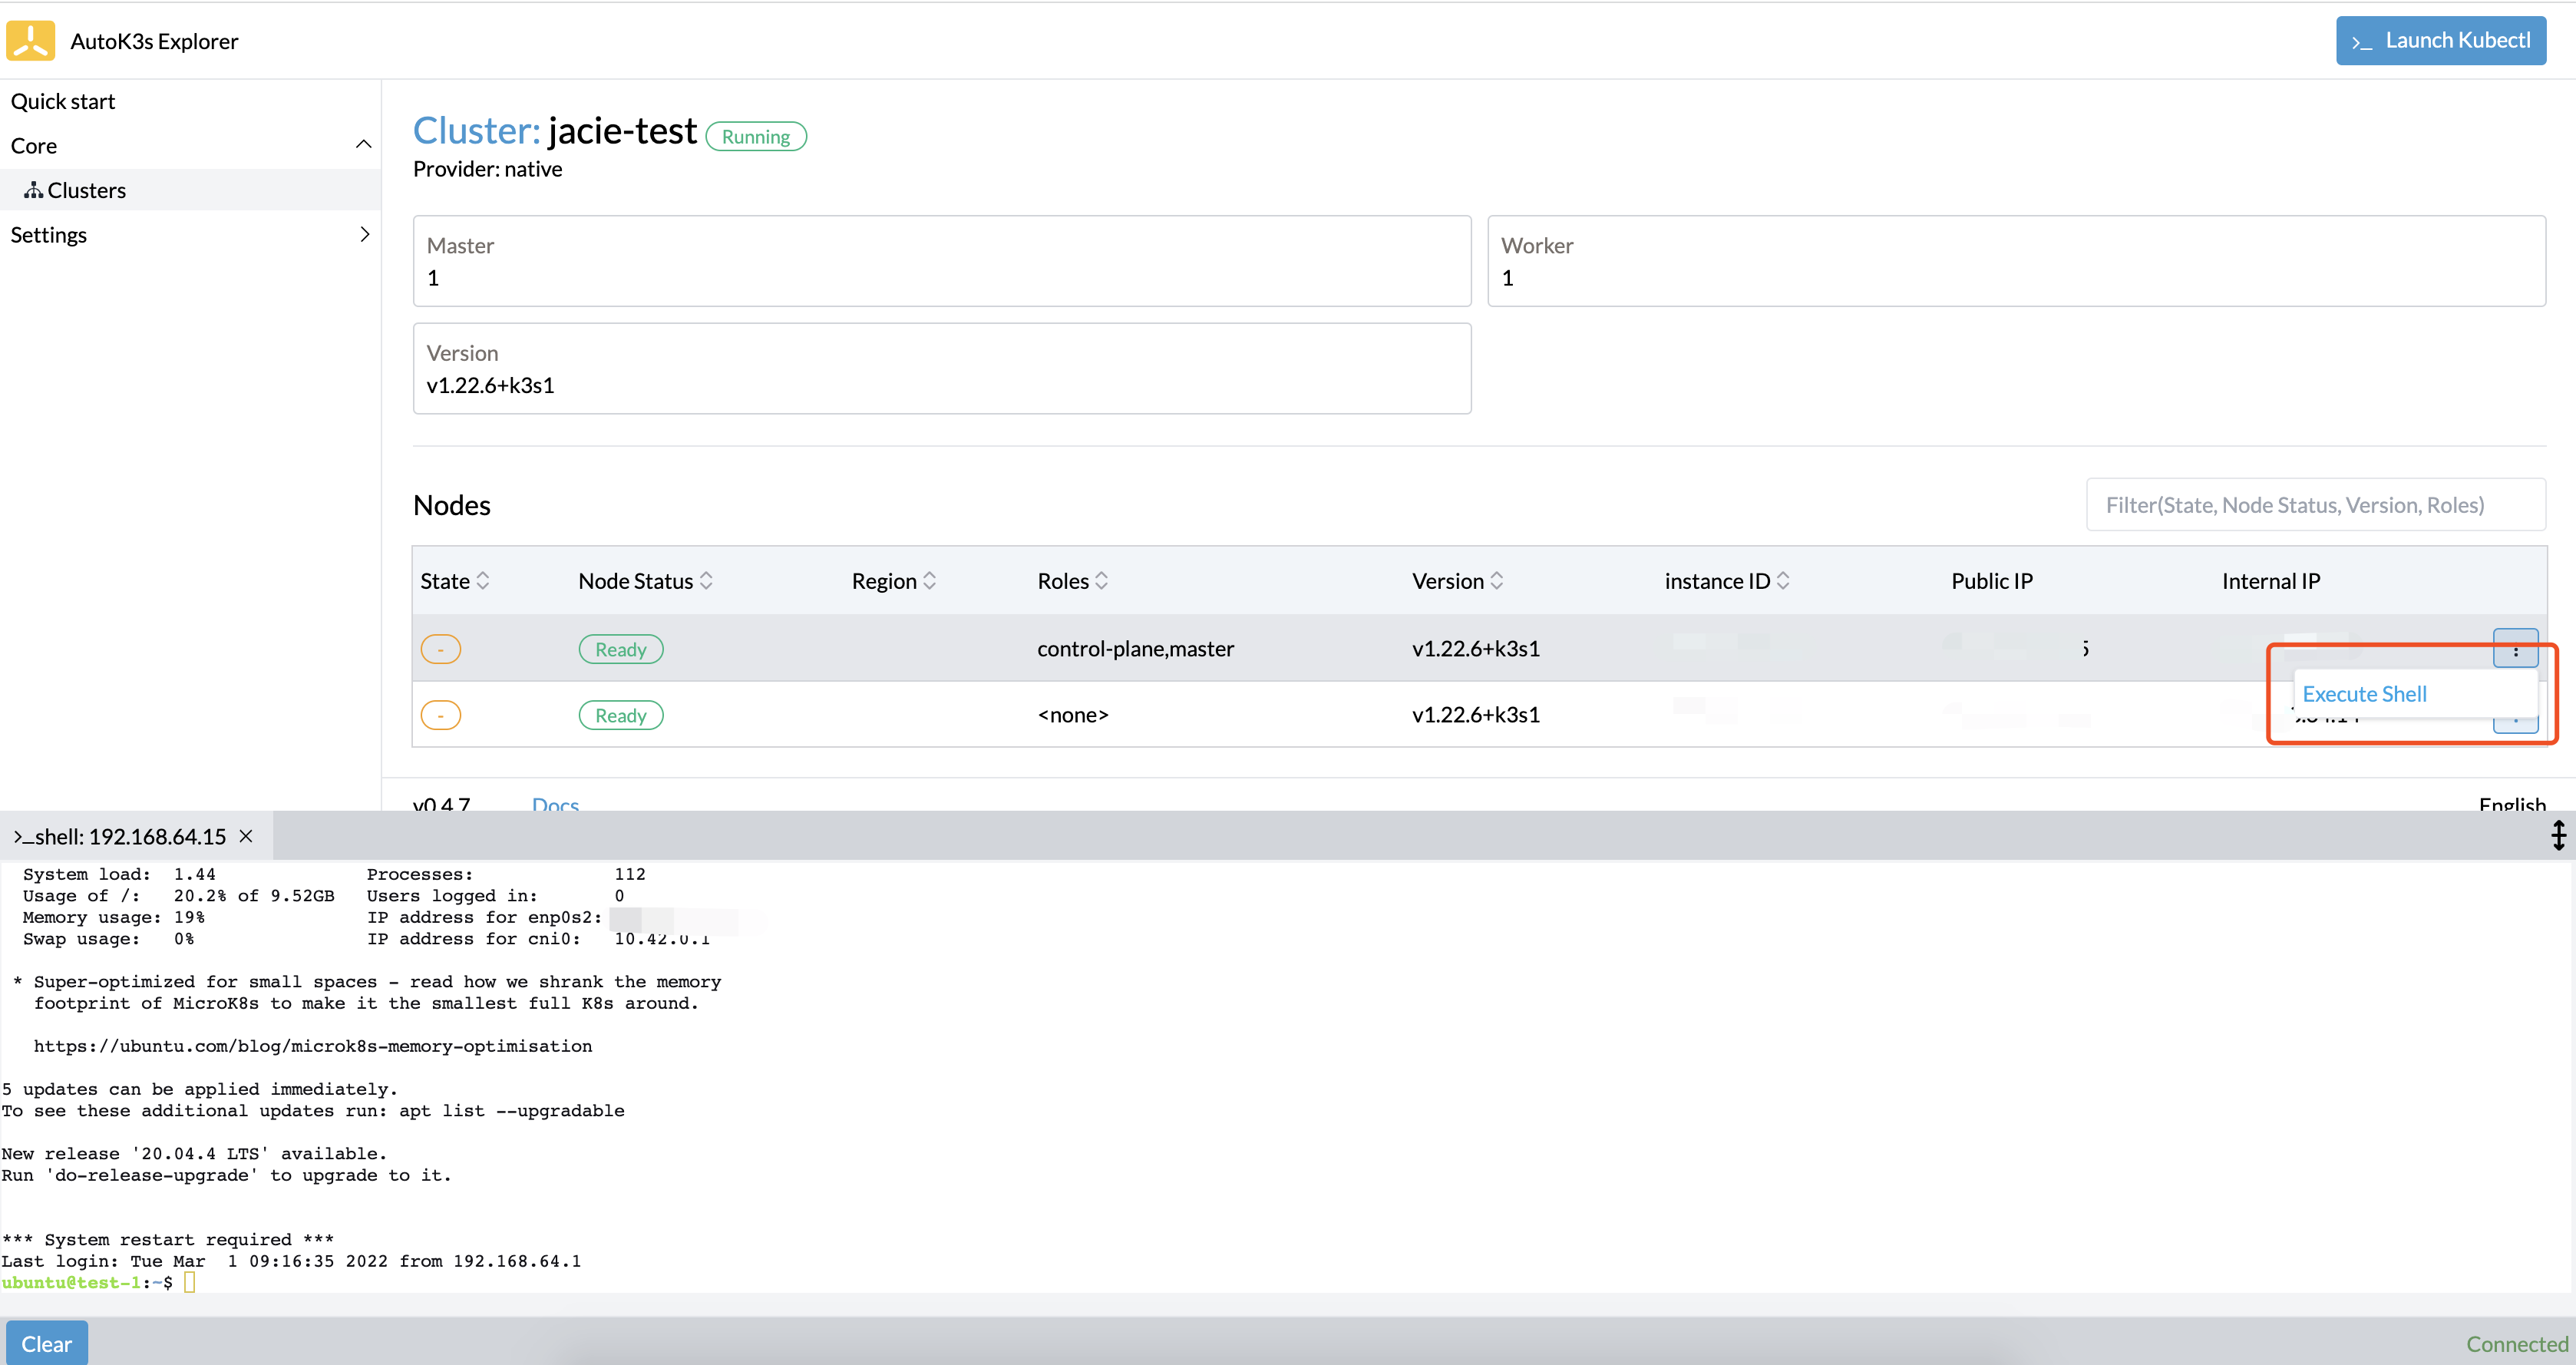 AutoK3s Explorer
>_ Launch Kubectl
Quick start
Core
Clusters
Settings
Cluster: jacie-test Running
Provider: native
Master
1
Worker
1
Version
v1.22.6+k3s1
Nodes
Filter(State, Node Status, Version, Roles)
State Node Status Region Roles Version instance ID Public IP Internal IP
- Ready control-plane,master v1.22.6+k3s1 5
Execute Shell
- Ready <none> v1.22.6+k3s1
v0.4.7 Docs English
>_shell: 192.168.64.15 ×
System load: 1.44 Processes: 112
Usage of /: 20.2% of 9.52GB Users logged in: 0
Memory usage: 19% IP address for enp0s2:
Swap usage: 0% IP address for cni0: 10.42.0.1
* Super-optimized for small spaces - read how we shrank the memory
footprint of MicroK8s to make it the smallest full K8s around.
https://ubuntu.com/blog/microk8s-memory-optimisation
5 updates can be applied immediately.
To see these additional updates run: apt list --upgradable
New release '20.04.4 LTS' available.
Run 'do-release-upgrade' to upgrade to it.
*** System restart required ***
Last login: Tue Mar 1 09:16:35 2022 from 192.168.64.1
ubuntu@test-1:~$
Clear
Connected